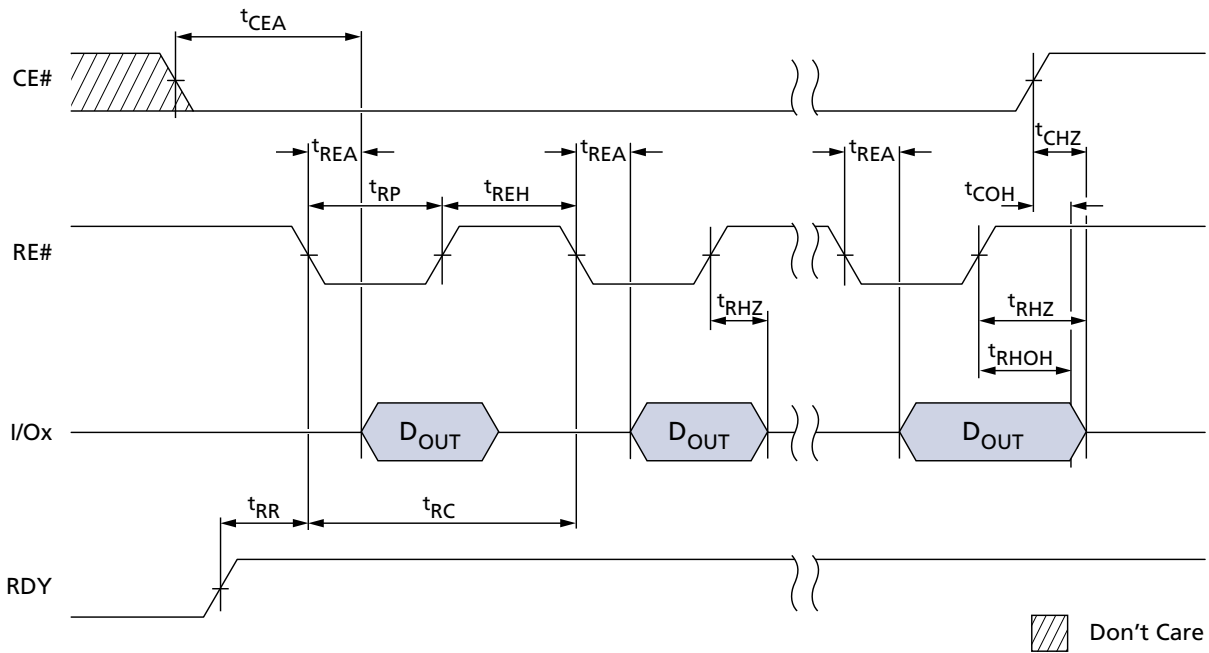 tCEA
CE#
tREA
tREA
tREA
tCHZ
tRP
tREH
tCOH
RE#
tRHZ
tRHZ
tRHOH
I/Ox
DOUT
DOUT
DOUT
tRR
tRC
RDY
Don't Care